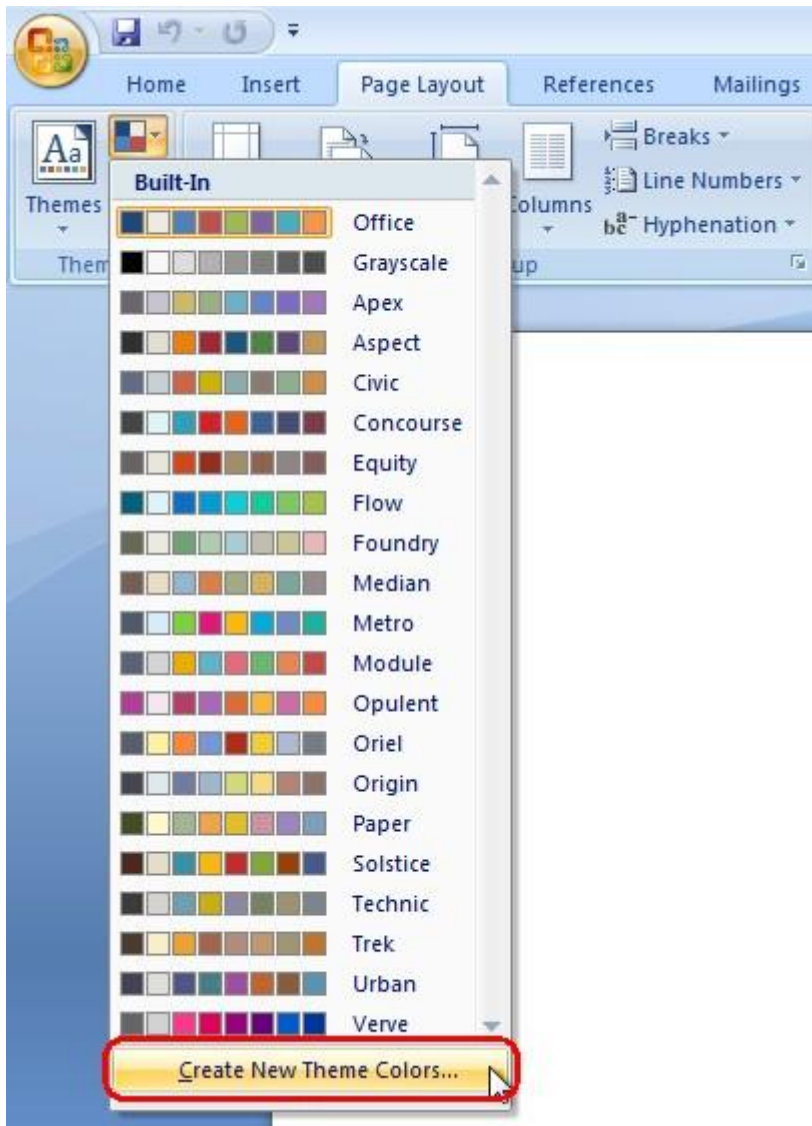 Home Insert Page Layout References Mailings
Aa
Breaks
Line Numbers
Themes
Columns
Hyphenation
Built-In
Office
Grayscale
Apex
Aspect
Civic
Concourse
Equity
Flow
Foundry
Median
Metro
Module
Opulent
Oriel
Origin
Paper
Solstice
Technic
Trek
Urban
Verve
Create New Theme Colors...